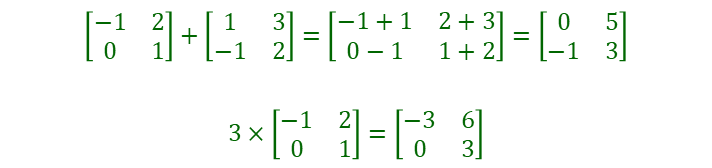 [−1 2 0 1] + [1 3 −1 2] = [−1 + 1 2 + 3 0 − 1 1 + 2] = [0 5 −1 3]
3 × [−1 2 0 1] = [−3 6 0 3]